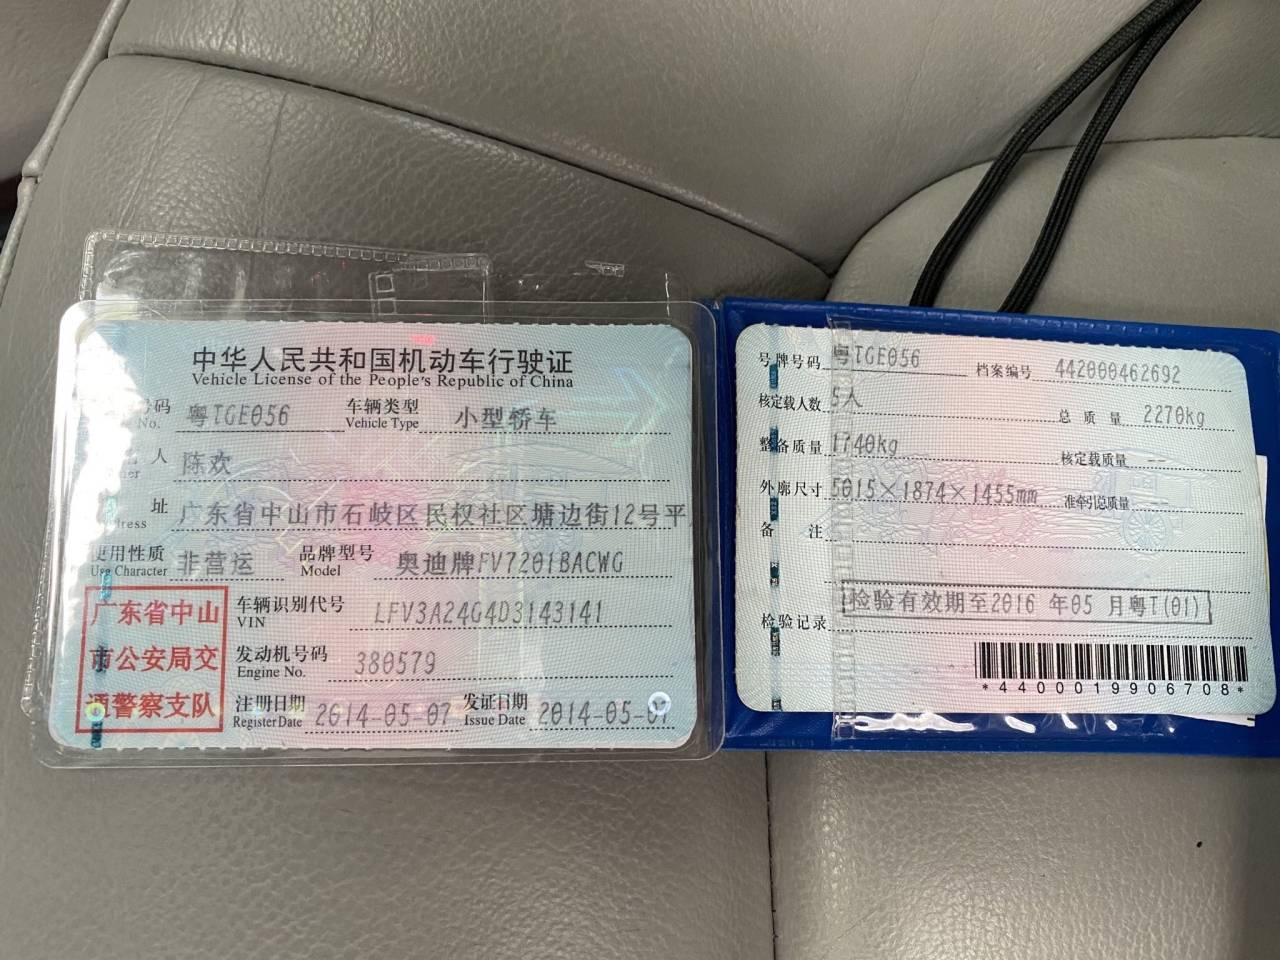 中华人民共和国机动车行驶证
Vehicle License of the People's Republic of China
号码 粤TGE056 车辆类型 小型轿车
No. Vehicle Type
人 陈欢
址 广东省中山市石岐区民权社区塘边街12号平
使用性质 非营运 品牌型号 奥迪牌FV7201BACWG
Use Character Model
广东省中山
市公安局交
通警察支队
车辆识别代号 LFV3A24G4D3143141
VIN
发动机号码 380579
Engine No.
注册日期 2014-05-07 发证日期 2014-05-07
Register Date Issue Date
号牌号码 粤TGE056 档案编号 442000462692
核定载人数 5人 总质量 2270kg
整备质量 1740kg 核定载质量 --
外廓尺寸 5015×1874×1455mm 准牵引总质量 --
备注
检验记录 检验有效期至2016 年05 月粤T(01)
*4400019906708*